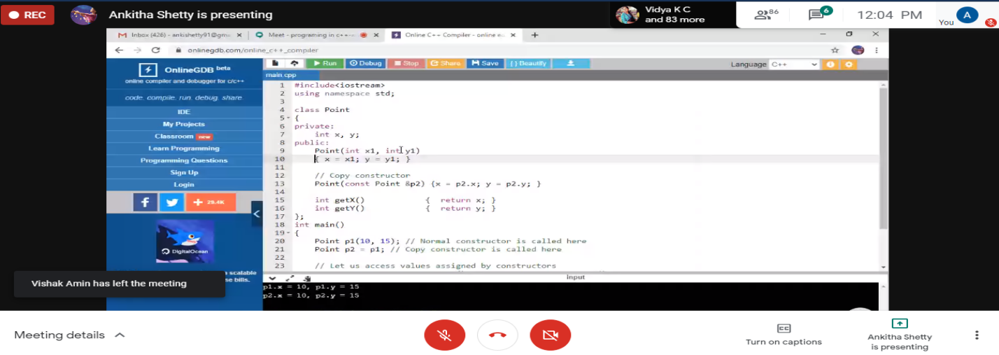 REC
Ankitha Shetty is presenting
Vidya K C
and 83 more
86
6
12:04 PM
You
A
Inbox (426) - ankishetty91@gma
Meet - programing in c++
Online C++ Compiler - online e
onlinegdb.com/online_c++_compiler
OnlineGDB beta
online compiler and debugger for c/c++
code. compile. run. debug. share.
IDE
My Projects
Classroom new
Learn Programming
Programming Questions
Sign Up
Login
f
+ 29.4K
DigitalOcean
scalable
se bills.
Run
Debug
Stop
Share
Save
{ } Beautify
Language C++
main.cpp
1 #include<iostream>
2 using namespace std;
3
4 class Point
5 {
6 private:
7 int x, y;
8 public:
9 Point(int x1, int y1)
10 { x = x1; y = y1; }
11
12 // Copy constructor
13 Point(const Point &p2) {x = p2.x; y = p2.y; }
14
15 int getX() { return x; }
16 int getY() { return y; }
17 };
18 int main()
19 {
20 Point p1(10, 15); // Normal constructor is called here
21 Point p2 = p1; // Copy constructor is called here
22
23 // Let us access values assigned by constructors
input
p1.x = 10, p1.y = 15
p2.x = 10, p2.y = 15
Vishak Amin has left the meeting
Meeting details
CC
Turn on captions
Ankitha Shetty
is presenting